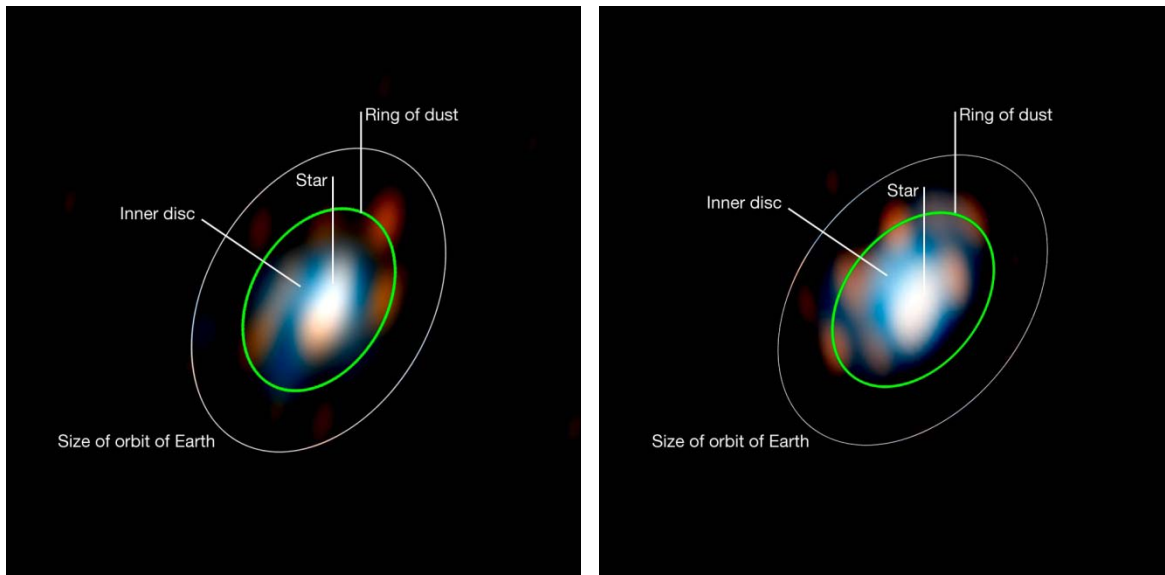 Ring of dust
Star
Inner disc
Size of orbit of Earth
Ring of dust
Star
Inner disc
Size of orbit of Earth